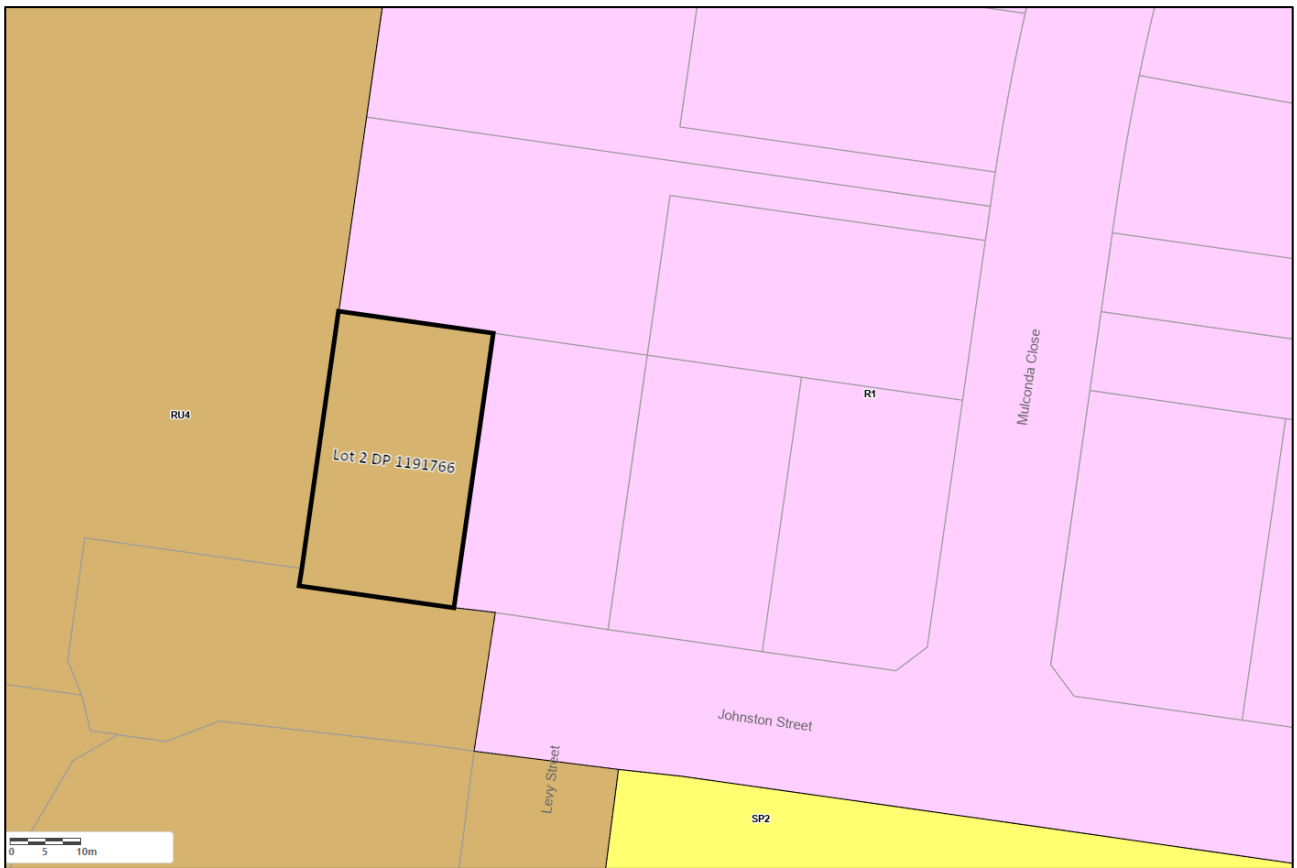 Mulconda Close
R1
RU4
Lot 2 DP 1191766
Johnston Street
Levy Street
SP2
0 5 10m